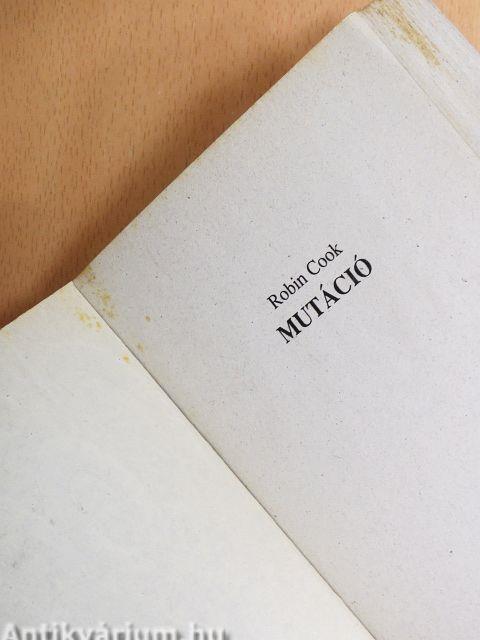 Robin Cook
MUTÁCIÓ
Antikvárium.hu